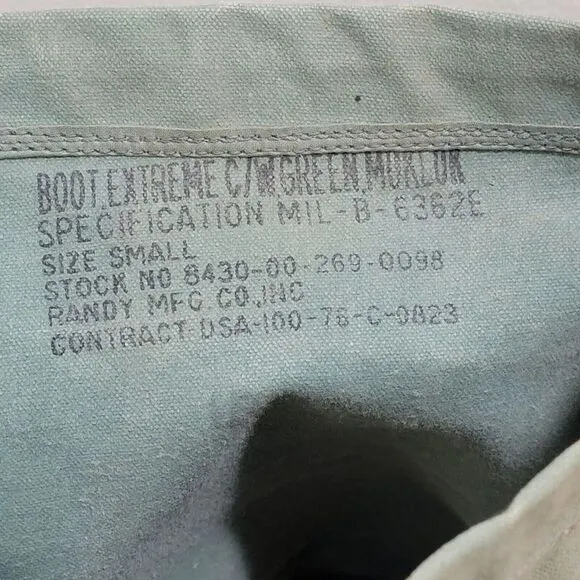 BOOT, EXTREME C/W GREEN, MUKLUK
SPECIFICATION MIL-B-6362E
SIZE SMALL
STOCK NO 8430-00-269-0098
RANDY MFG CO., INC
CONTRACT DSA-100-76-C-0823